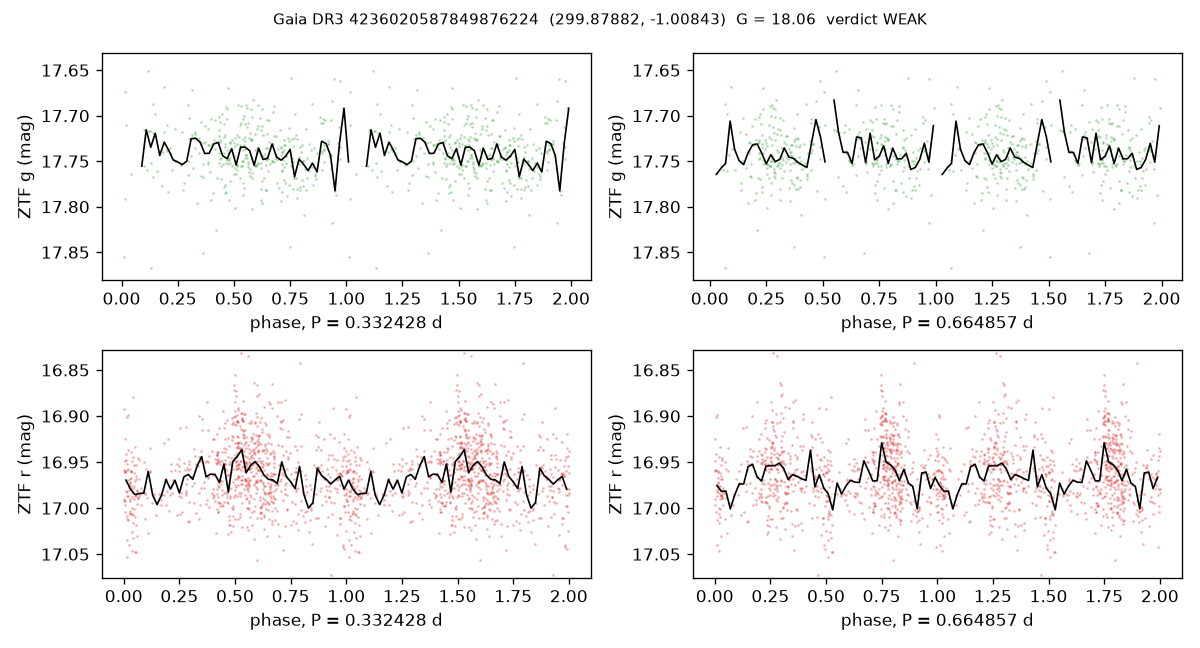 Gaia DR3 4236020587849876224 (299.87882, -1.00843) G = 18.06 verdict WEAK
ZTF g (mag)
17.65
17.70
17.75
17.80
17.85
0.00 0.25 0.50 0.75 1.00 1.25 1.50 1.75 2.00
phase, P = 0.332428 d
ZTF g (mag)
17.65
17.70
17.75
17.80
17.85
0.00 0.25 0.50 0.75 1.00 1.25 1.50 1.75 2.00
phase, P = 0.664857 d
ZTF r (mag)
16.85
16.90
16.95
17.00
17.05
0.00 0.25 0.50 0.75 1.00 1.25 1.50 1.75 2.00
phase, P = 0.332428 d
ZTF r (mag)
16.85
16.90
16.95
17.00
17.05
0.00 0.25 0.50 0.75 1.00 1.25 1.50 1.75 2.00
phase, P = 0.664857 d